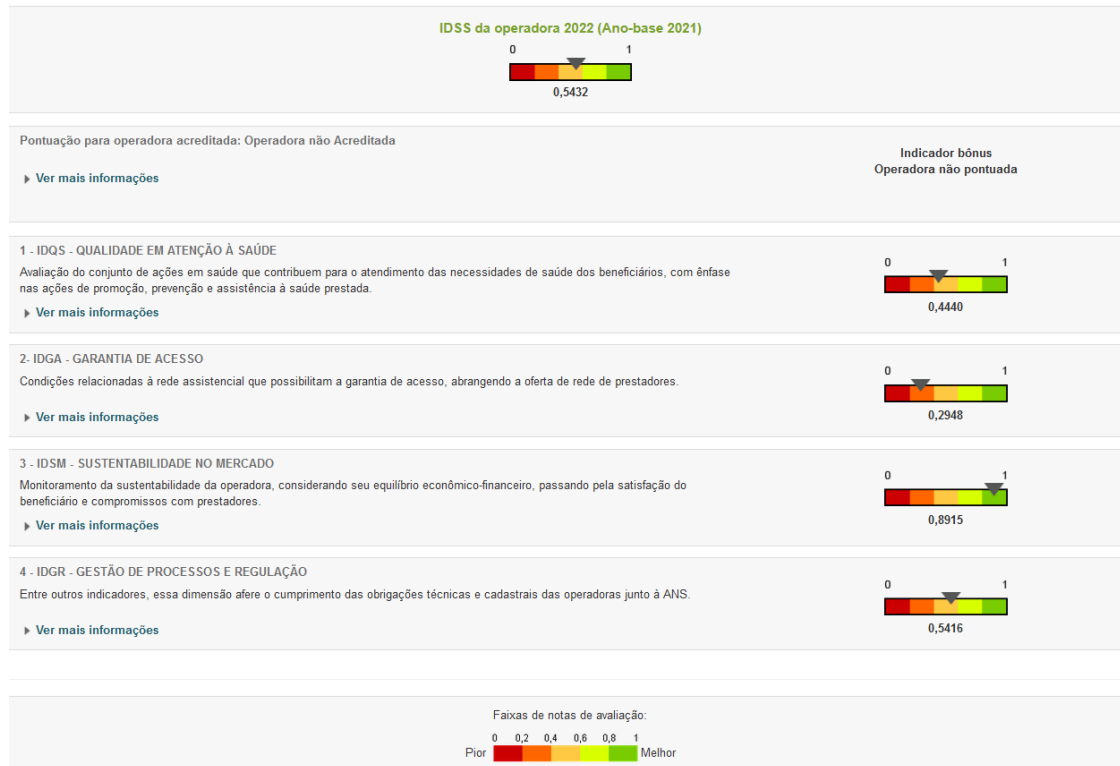 IDSS da operadora 2022 (Ano-base 2021)
0 1
0,5432
Pontuação para operadora acreditada: Operadora não Acreditada
Ver mais informações
Indicador bônus
Operadora não pontuada
1 - IDQS - QUALIDADE EM ATENÇÃO À SAÚDE
Avaliação do conjunto de ações em saúde que contribuem para o atendimento das necessidades de saúde dos beneficiários, com ênfase
nas ações de promoção, prevenção e assistência à saúde prestada.
Ver mais informações
0 1
0,4440
2- IDGA - GARANTIA DE ACESSO
Condições relacionadas à rede assistencial que possibilitam a garantia de acesso, abrangendo a oferta de rede de prestadores.
Ver mais informações
0 1
0,2948
3 - IDSM - SUSTENTABILIDADE NO MERCADO
Monitoramento da sustentabilidade da operadora, considerando seu equilíbrio econômico-financeiro, passando pela satisfação do
beneficiário e compromissos com prestadores.
Ver mais informações
0 1
0,8915
4 - IDGR - GESTÃO DE PROCESSOS E REGULAÇÃO
Entre outros indicadores, essa dimensão afere o cumprimento das obrigações técnicas e cadastrais das operadoras junto à ANS.
Ver mais informações
0 1
0,5416
Faixas de notas de avaliação:
0 0,2 0,4 0,6 0,8 1
Pior Melhor